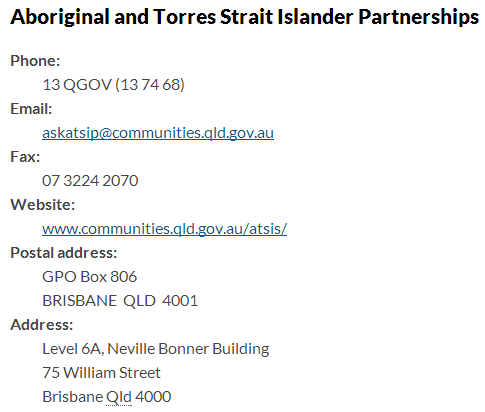 Aboriginal and Torres Strait Islander Partnerships
Phone:
13 QGOV (13 74 68)
Email:
askatsip@communities.qld.gov.au
Fax:
07 3224 2070
Website:
www.communities.qld.gov.au/atsis/
Postal address:
GPO Box 806
BRISBANE QLD 4001
Address:
Level 6A, Neville Bonner Building
75 William Street
Brisbane Qld 4000